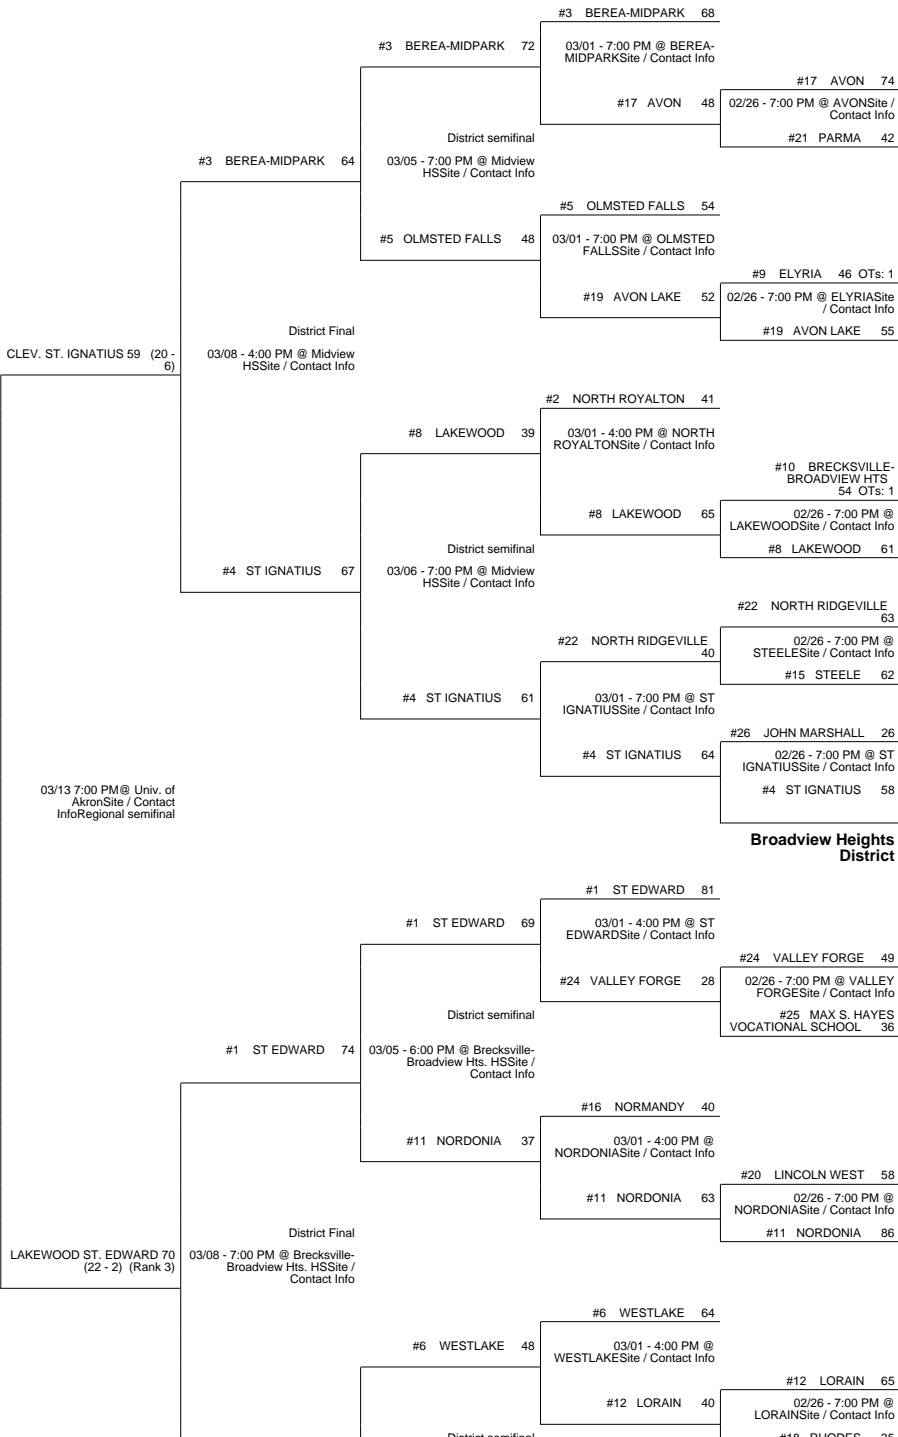 #3 BEREA-MIDPARK 68
#3 BEREA-MIDPARK 72
03/01 - 7:00 PM @ BEREA-
MIDPARKSite / Contact Info
#17 AVON 74
#17 AVON 48
02/26 - 7:00 PM @ AVONSite /
Contact Info
District semifinal
#21 PARMA 42
#3 BEREA-MIDPARK 64
03/05 - 7:00 PM @ Midview
HSSite / Contact Info
#5 OLMSTED FALLS 54
#5 OLMSTED FALLS 48
03/01 - 7:00 PM @ OLMSTED
FALLSSite / Contact Info
#9 ELYRIA 46 OTs: 1
#19 AVON LAKE 52
02/26 - 7:00 PM @ ELYRIASite
/ Contact Info
District Final
#19 AVON LAKE 55
CLEV. ST. IGNATIUS 59 (20 -
6)
03/08 - 4:00 PM @ Midview
HSSite / Contact Info
#2 NORTH ROYALTON 41
#8 LAKEWOOD 39
03/01 - 4:00 PM @ NORTH
ROYALTONSite / Contact Info
#10 BRECKSVILLE-
BROADVIEW HTS
54 OTs: 1
#8 LAKEWOOD 65
02/26 - 7:00 PM @
LAKEWOODSite / Contact Info
District semifinal
#8 LAKEWOOD 61
#4 ST IGNATIUS 67
03/06 - 7:00 PM @ Midview
HSSite / Contact Info
#22 NORTH RIDGEVILLE
63
#22 NORTH RIDGEVILLE
40
02/26 - 7:00 PM @
STEELESite / Contact Info
#15 STEELE 62
#4 ST IGNATIUS 61
03/01 - 7:00 PM @ ST
IGNATIUSSite / Contact Info
#26 JOHN MARSHALL 26
#4 ST IGNATIUS 64
02/26 - 7:00 PM @ ST
IGNATIUSSite / Contact Info
#4 ST IGNATIUS 58
03/13 7:00 PM@ Univ. of
AkronSite / Contact
InfoRegional semifinal
Broadview Heights
District
#1 ST EDWARD 81
#1 ST EDWARD 69
03/01 - 4:00 PM @ ST
EDWARDSite / Contact Info
#24 VALLEY FORGE 49
#24 VALLEY FORGE 28
02/26 - 7:00 PM @ VALLEY
FORGESite / Contact Info
District semifinal
#25 MAX S. HAYES
VOCATIONAL SCHOOL 36
#1 ST EDWARD 74
03/05 - 6:00 PM @ Brecksville-
Broadview Hts. HSSite /
Contact Info
#16 NORMANDY 40
#11 NORDONIA 37
03/01 - 4:00 PM @
NORDONIASite / Contact Info
#20 LINCOLN WEST 58
#11 NORDONIA 63
02/26 - 7:00 PM @
NORDONIASite / Contact Info
District Final
#11 NORDONIA 86
LAKEWOOD ST. EDWARD 70
(22 - 2) (Rank 3)
03/08 - 7:00 PM @ Brecksville-
Broadview Hts. HSSite /
Contact Info
#6 WESTLAKE 64
#6 WESTLAKE 48
03/01 - 4:00 PM @
WESTLAKESite / Contact Info
#12 LORAIN 65
#12 LORAIN 40
02/26 - 7:00 PM @
LORAINSite / Contact Info
District semifinal
#18 RHODES 35